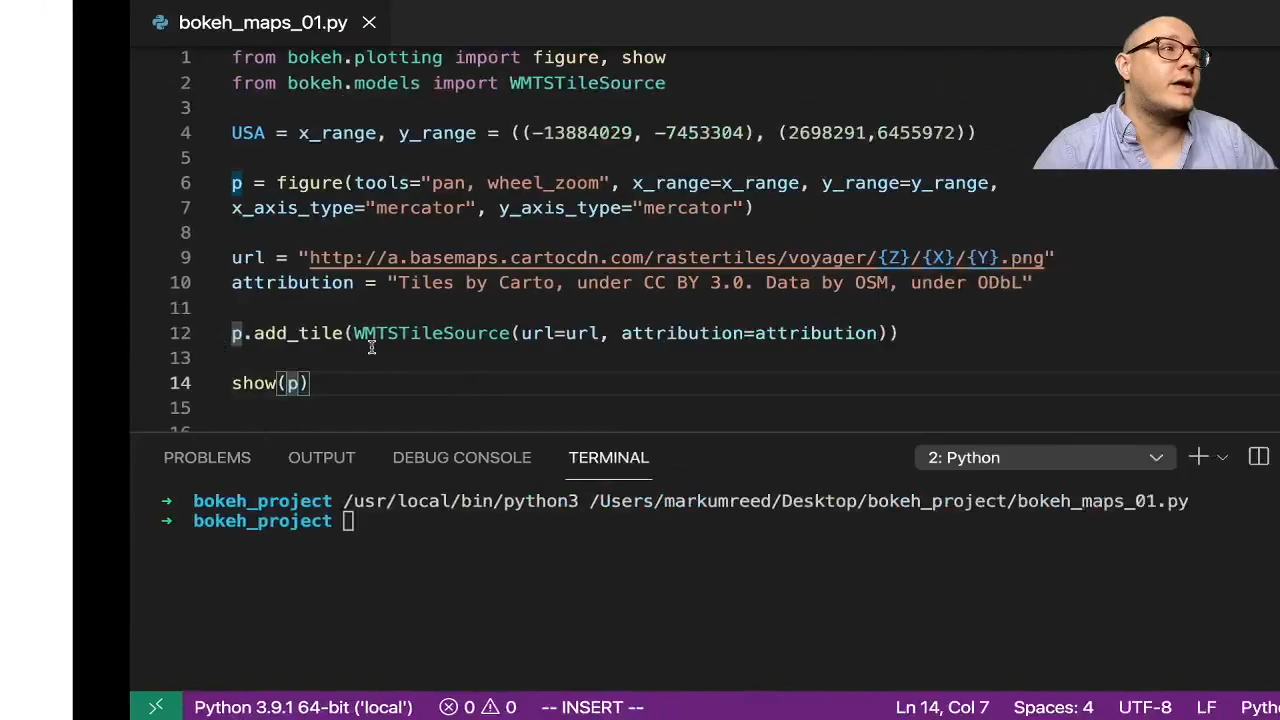 bokeh_maps_01.py
1 from bokeh.plotting import figure, show
2 from bokeh.models import WMTSTileSource
3
4 USA = x_range, y_range = ((-13884029, -7453304), (2698291,6455972))
5
6 p = figure(tools="pan, wheel_zoom", x_range=x_range, y_range=y_range,
7 x_axis_type="mercator", y_axis_type="mercator")
8
9 url = "http://a.basemaps.cartocdn.com/rastertiles/voyager/{Z}/{X}/{Y}.png"
10 attribution = "Tiles by Carto, under CC BY 3.0. Data by OSM, under ODbL"
11
12 p.add_tile(WMTSTileSource(url=url, attribution=attribution))
13
14 show(p)
15
16
PROBLEMS OUTPUT DEBUG CONSOLE TERMINAL 2: Python
→ bokeh_project /usr/local/bin/python3 /Users/markumreed/Desktop/bokeh_project/bokeh_maps_01.py
→ bokeh_project
Python 3.9.1 64-bit ('local') 0 0 -- INSERT -- Ln 14, Col 7 Spaces: 4 UTF-8 LF